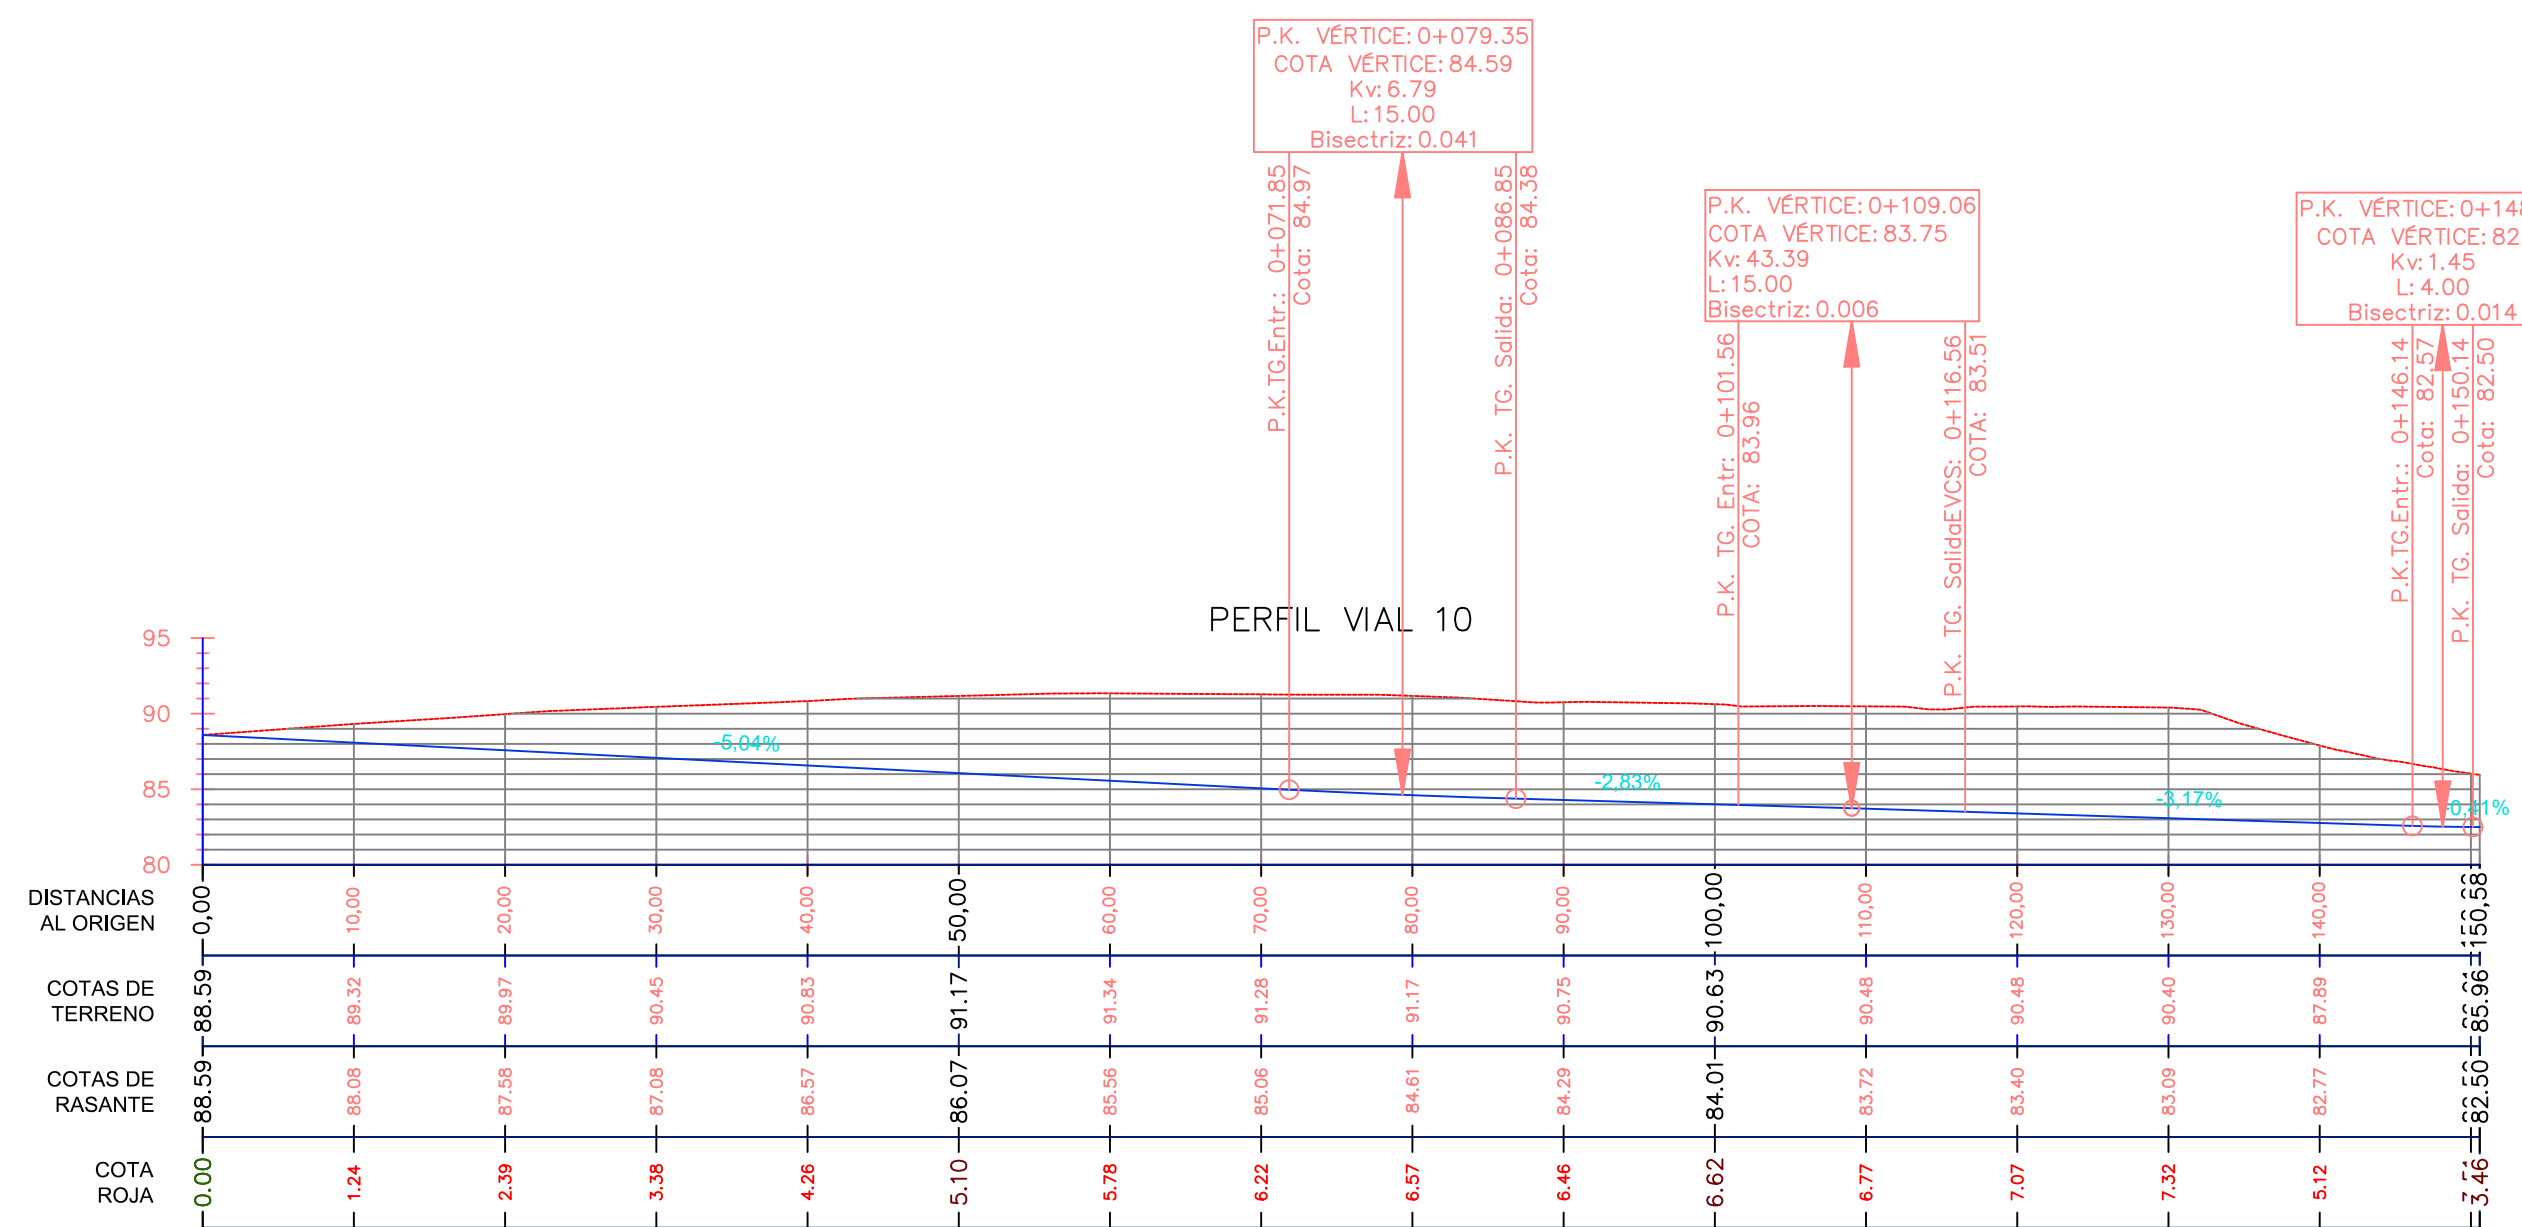 P.K. VÉRTICE: 0+079.35
COTA VÉRTICE: 84.59
Kv: 6.79
L: 15.00
Bisectriz: 0.041
P.K.TG.Entr.: 0+071.85
Cota: 84.97
P.K. TG. Salida: 0+086.85
Cota: 84.38
P.K. VÉRTICE: 0+109.06
COTA VÉRTICE: 83.75
Kv: 43.39
L: 15.00
Bisectriz: 0.006
P.K. TG. Entr: 0+101.56
COTA: 83.96
P.K. TG. SalidaEVCS: 0+116.56
COTA: 83.51
P.K. VÉRTICE: 0+148
COTA VÉRTICE: 82
Kv: 1.45
L: 4.00
Bisectriz: 0.014
P.K.TG.Entr.: 0+146.14
Cota: 82.57
P.K. TG. Salida: 0+150.14
Cota: 82.50
PERFIL VIAL 10
95
90
85
80
-5,04%
-2,83%
-3,17%
-0,41%
DISTANCIAS
AL ORIGEN
0,00 10,00 20,00 30,00 40,00 50,00 60,00 70,00 80,00 90,00 100,00 110,00 120,00 130,00 140,00 150,58
COTAS DE
TERRENO
88.59 89.32 89.97 90.45 90.83 91.17 91.34 91.28 91.17 90.75 90.63 90.48 90.48 90.40 87.89 85.96
COTAS DE
RASANTE
88.59 88.08 87.58 87.08 86.57 86.07 85.56 85.06 84.61 84.29 84.01 83.72 83.40 83.09 82.77 82.50
COTA
ROJA
0.00 1.24 2.39 3.38 4.26 5.10 5.78 6.22 6.57 6.46 6.62 6.77 7.07 7.32 5.12 3.46